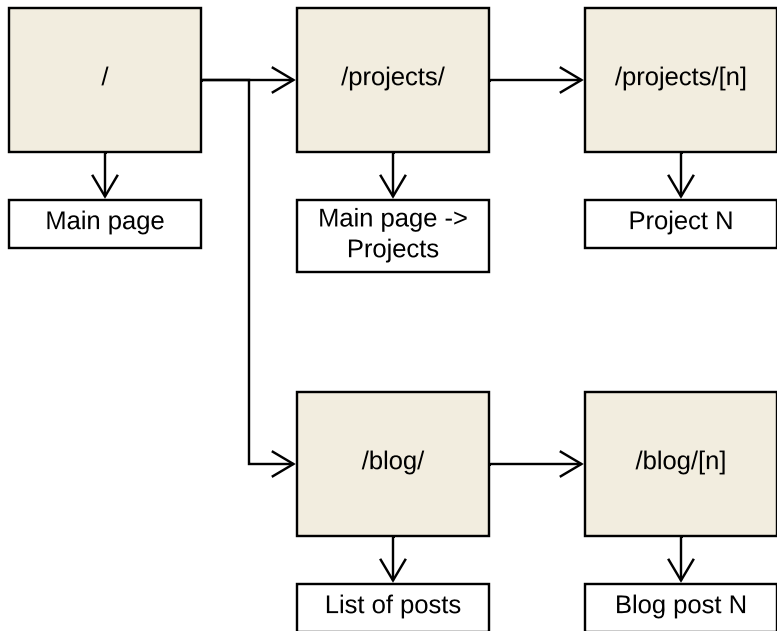 /
/projects/
/projects/[n]
Main page
Main page ->
Projects
Project N
/blog/
/blog/[n]
List of posts
Blog post N